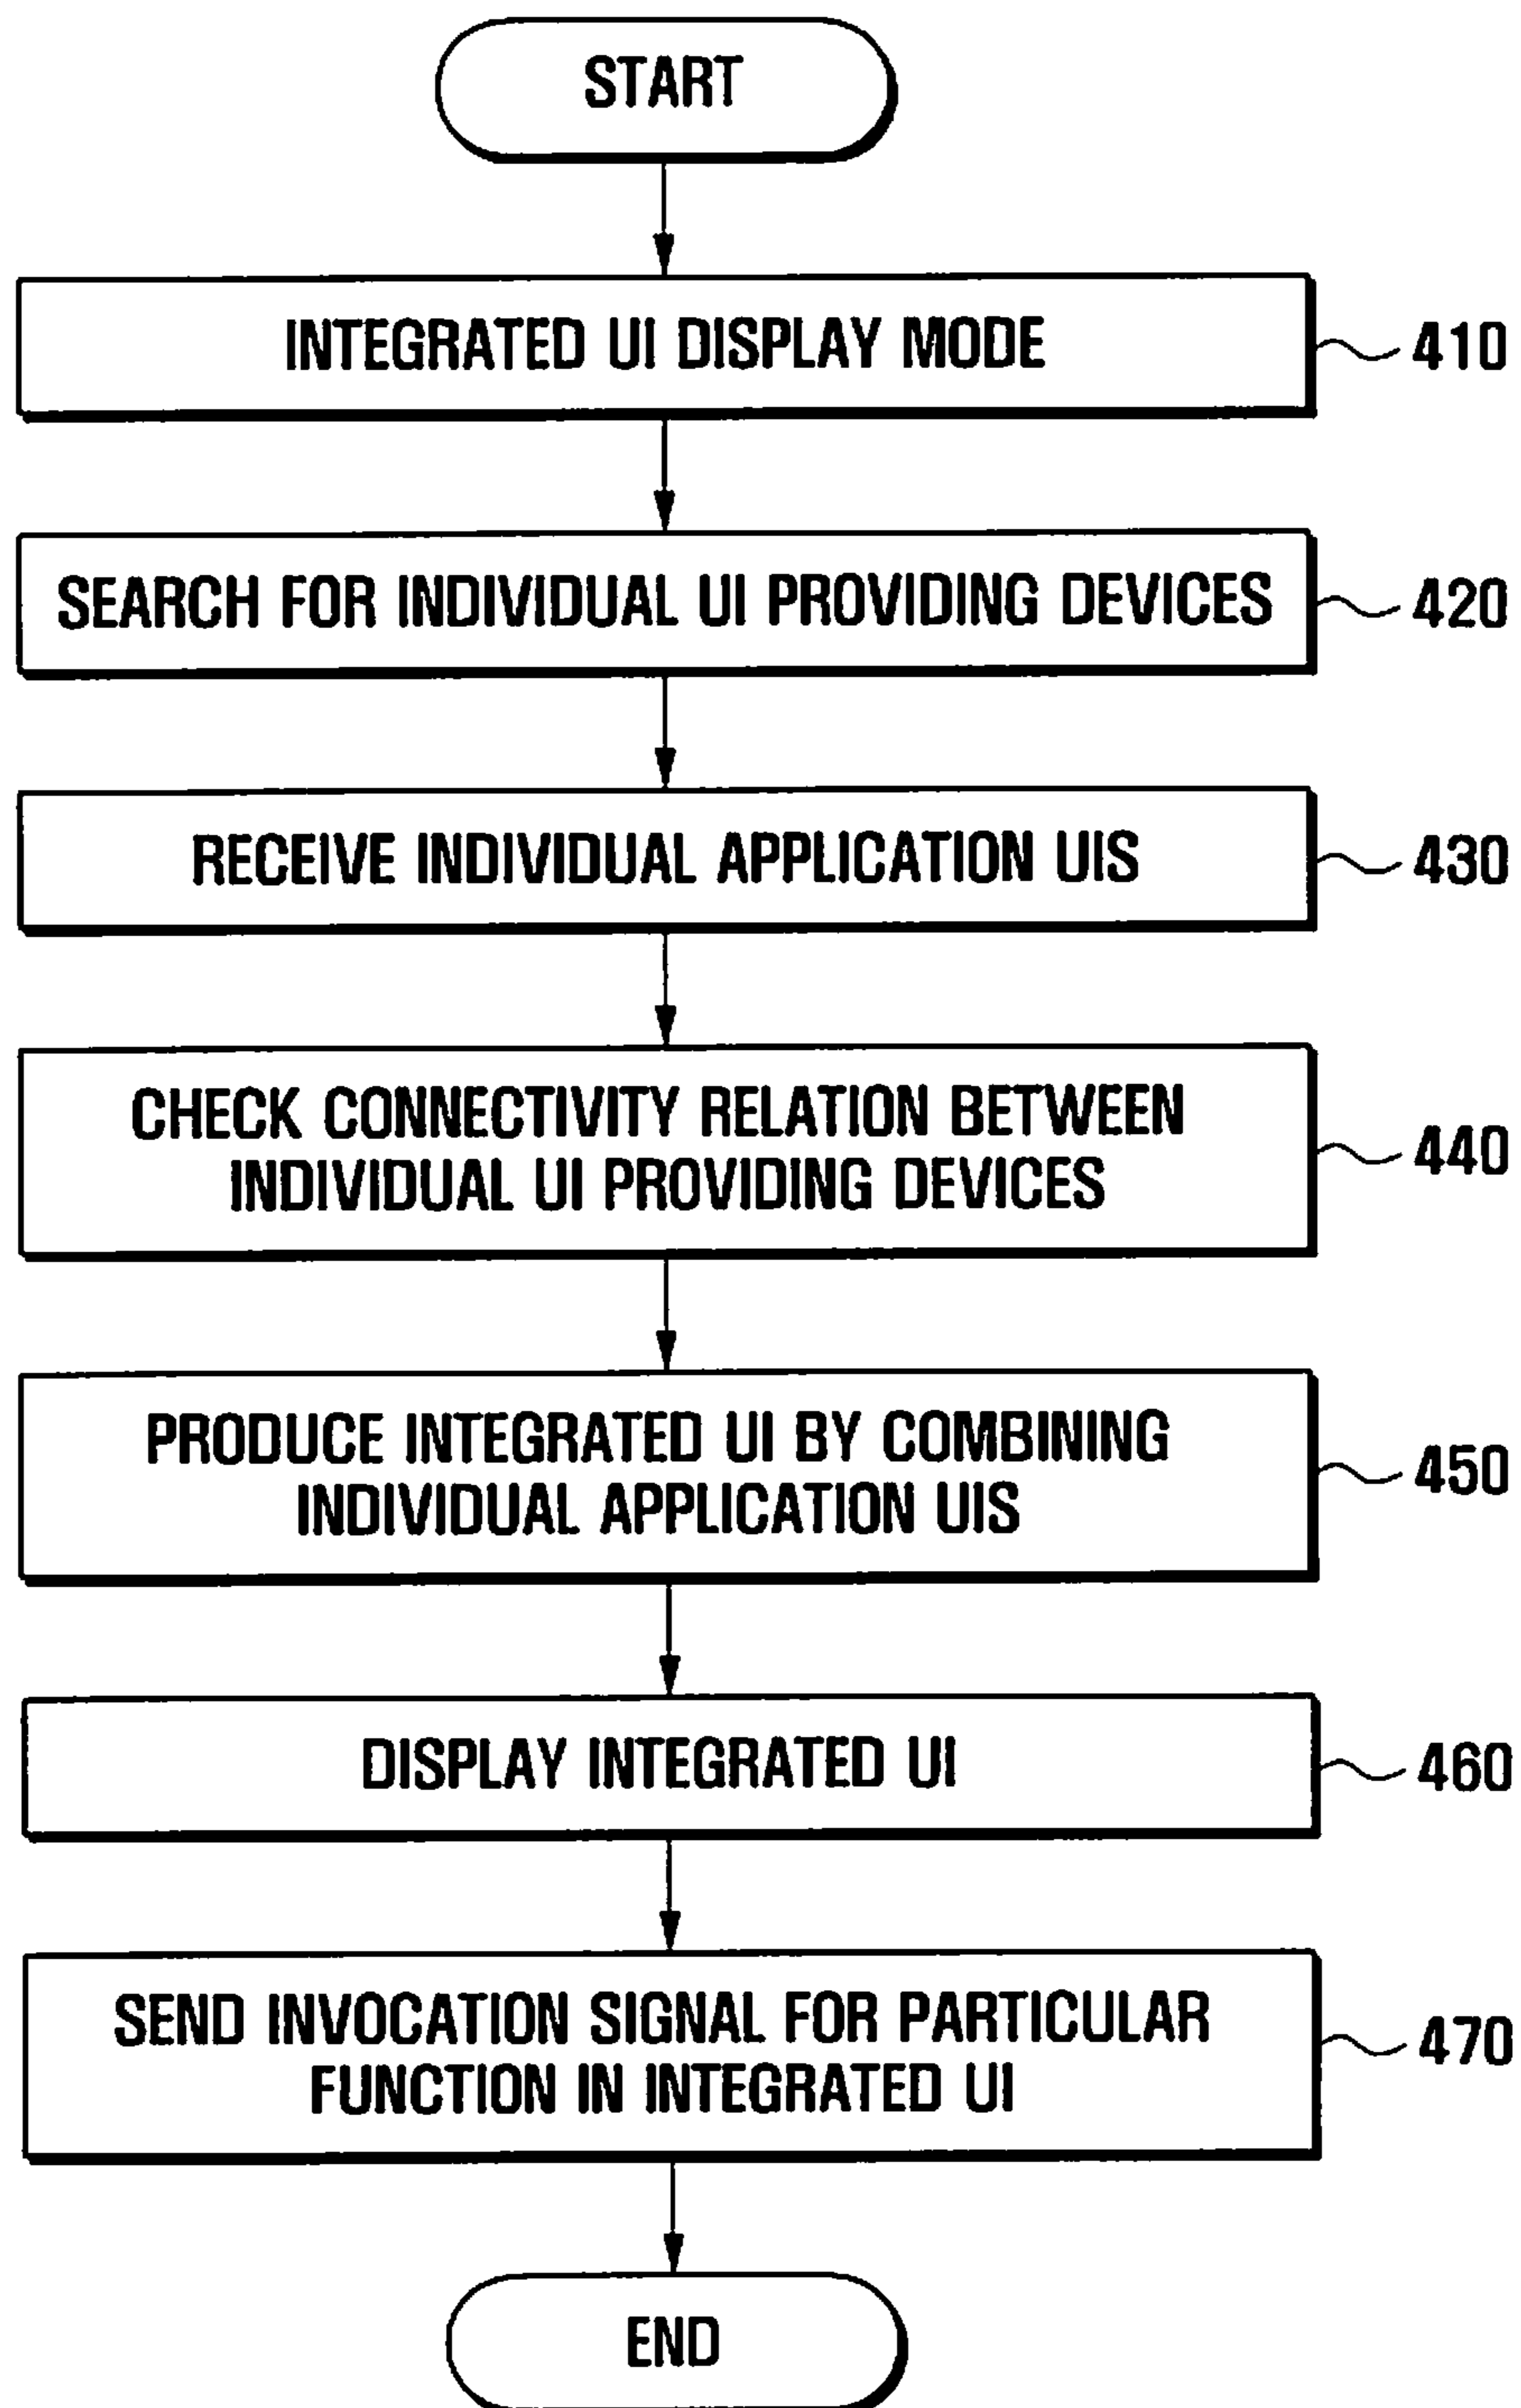 START
INTEGRATED UI DISPLAY MODE
410
SEARCH FOR INDIVIDUAL UI PROVIDING DEVICES
420
RECEIVE INDIVIDUAL APPLICATION UIS
430
CHECK CONNECTIVITY RELATION BETWEEN
INDIVIDUAL UI PROVIDING DEVICES
440
PRODUCE INTEGRATED UI BY COMBINING
INDIVIDUAL APPLICATION UIS
450
DISPLAY INTEGRATED UI
460
SEND INVOCATION SIGNAL FOR PARTICULAR
FUNCTION IN INTEGRATED UI
470
END